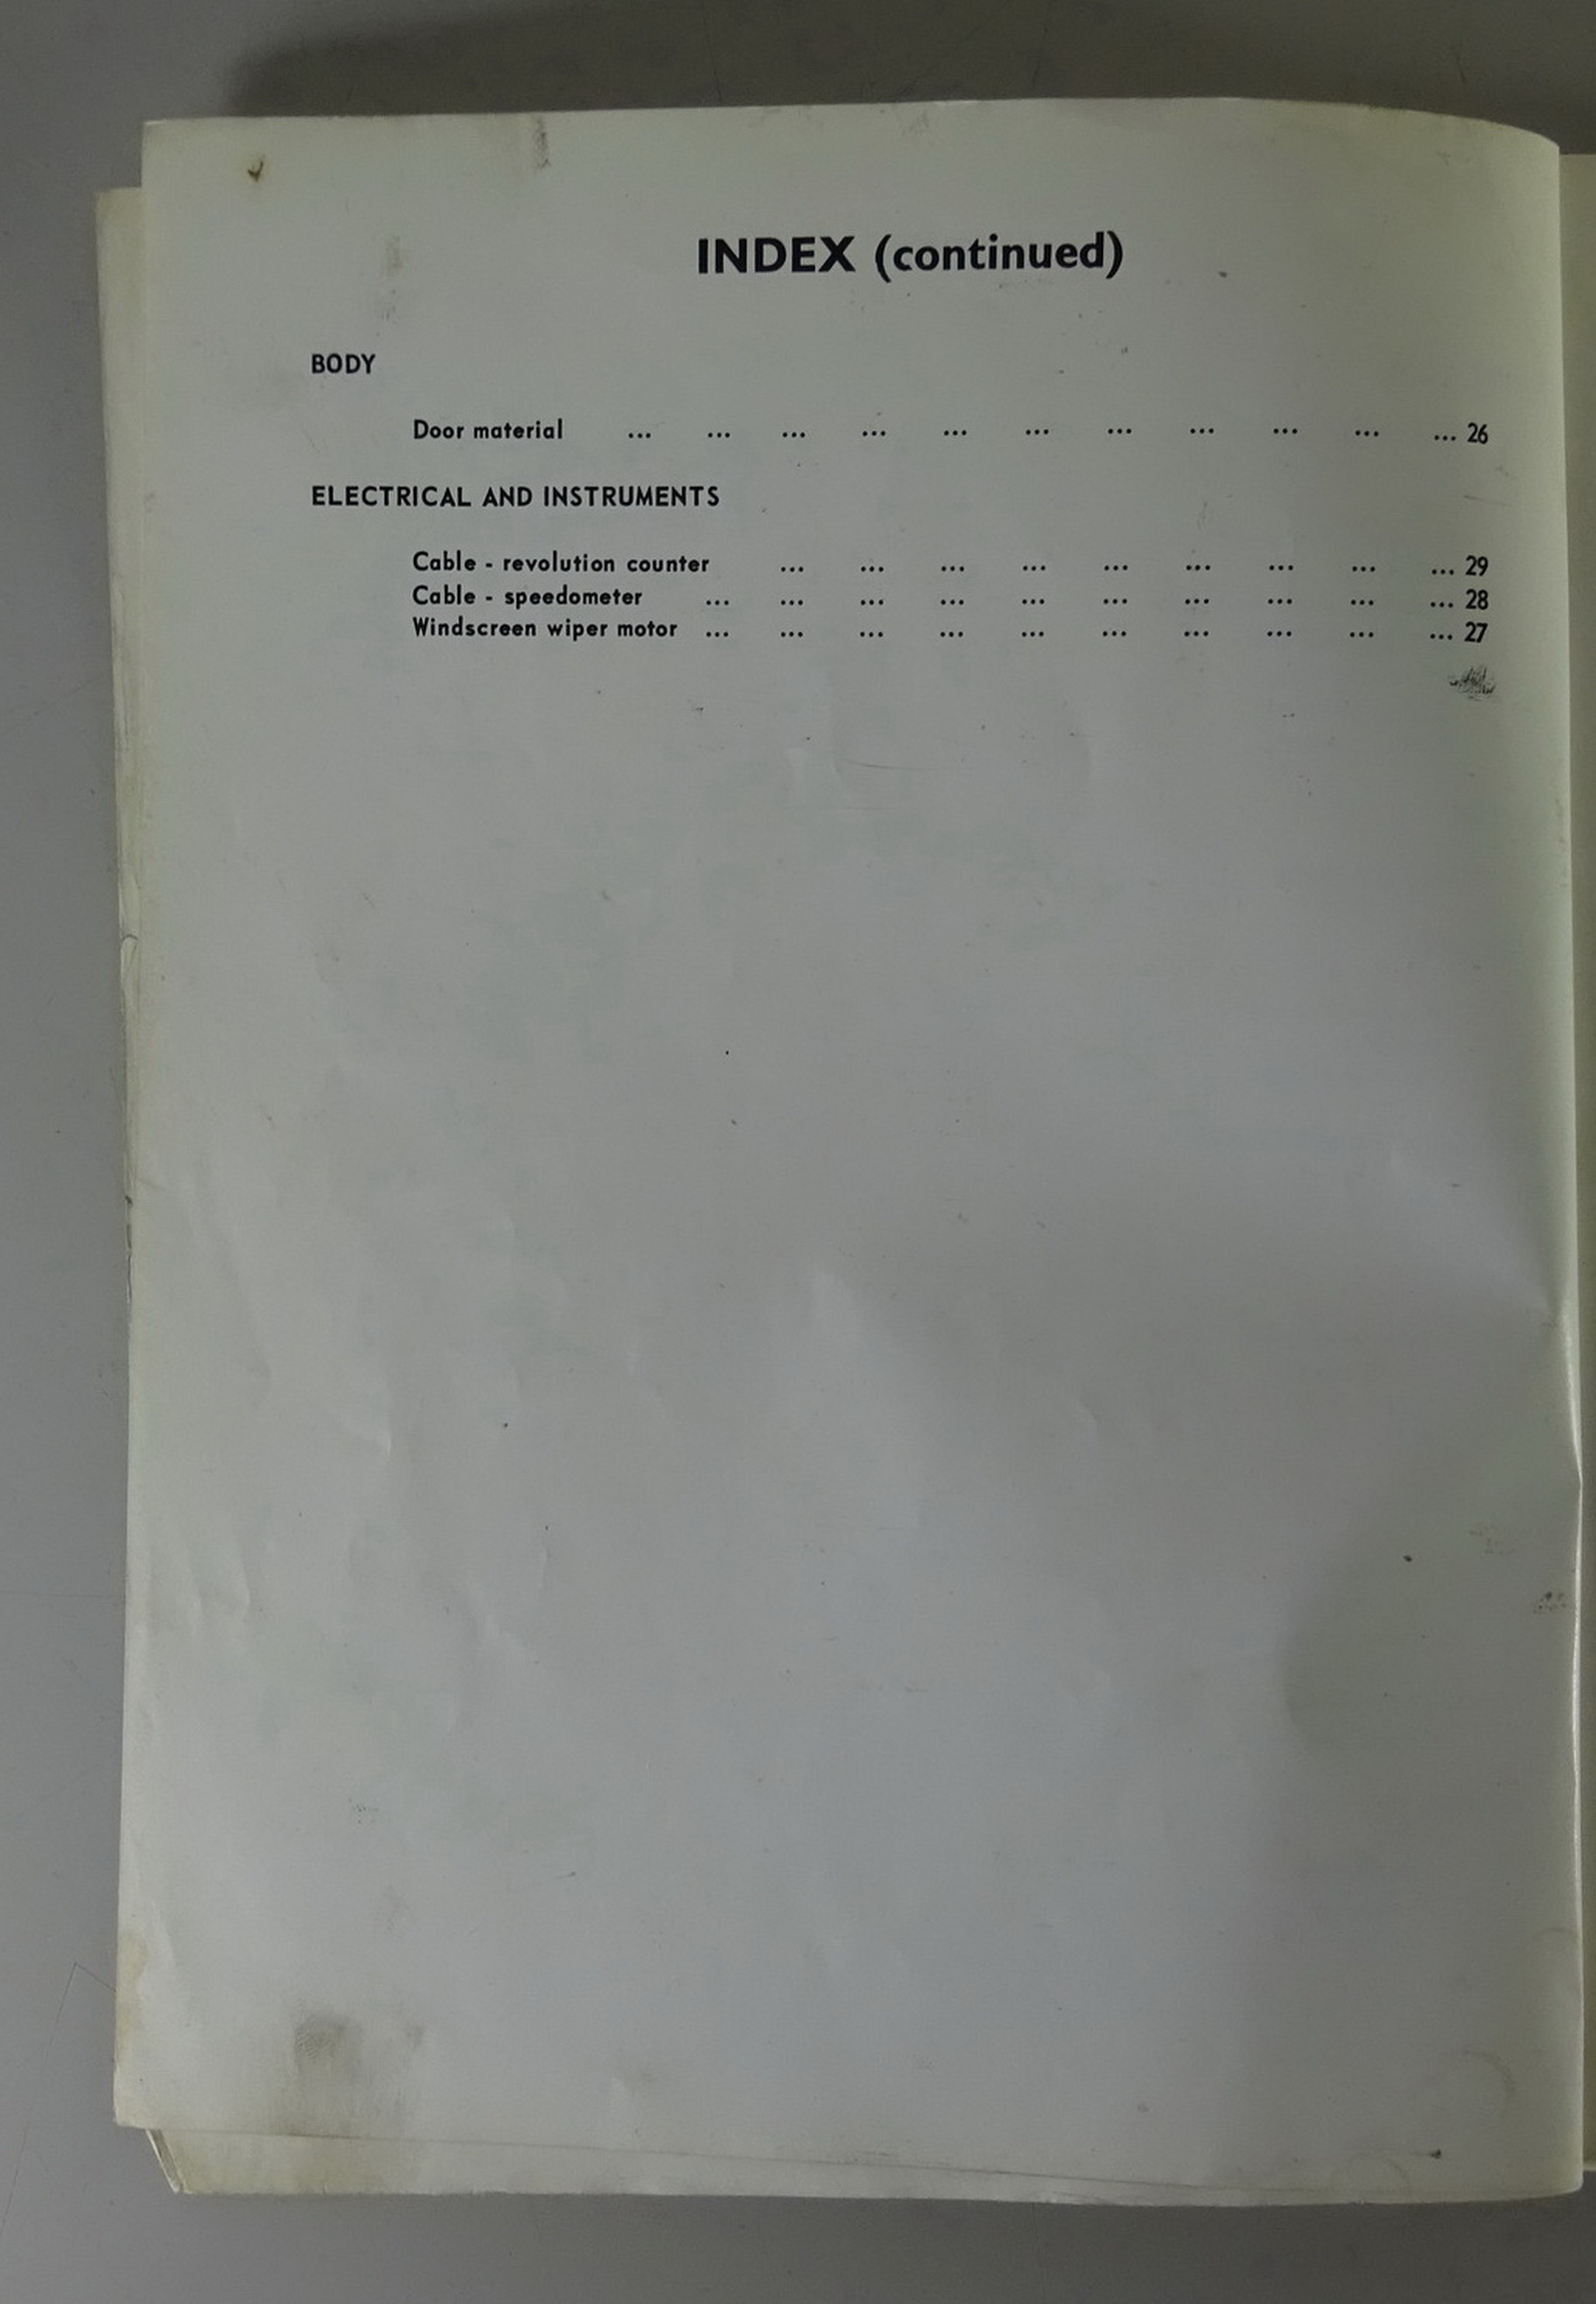 INDEX (continued)
BODY
Door material ... ... ... ... ... ... ... ... ... ... ... 26
ELECTRICAL AND INSTRUMENTS
Cable - revolution counter ... ... ... ... ... ... ... ... ... 29
Cable - speedometer ... ... ... ... ... ... ... ... ... ... 28
Windscreen wiper motor ... ... ... ... ... ... ... ... ... ... 27